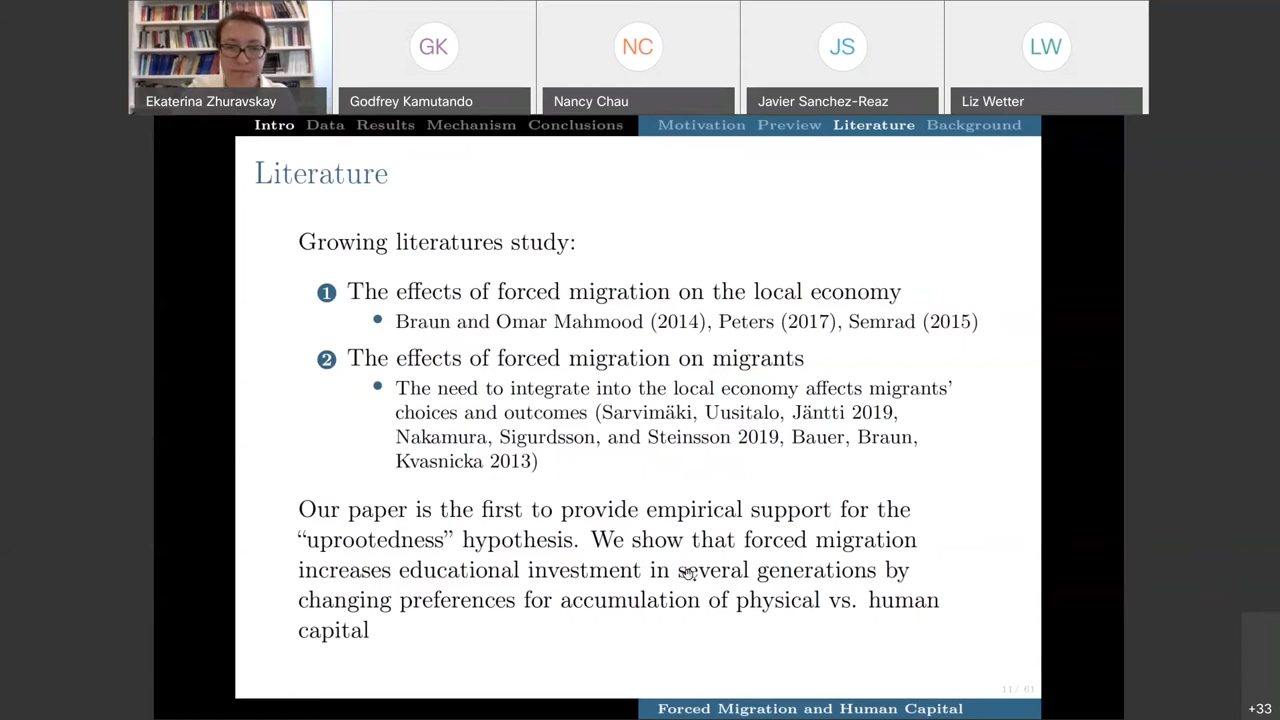 GK
NC
JS
LW
Ekaterina Zhuravskay
Godfrey Kamutando
Nancy Chau
Javier Sanchez-Reaz
Liz Wetter
Intro Data Results Mechanism Conclusions
Motivation Preview Literature Background
Literature
Growing literatures study:
1 The effects of forced migration on the local economy
• Braun and Omar Mahmood (2014), Peters (2017), Semrad (2015)
2 The effects of forced migration on migrants
• The need to integrate into the local economy affects migrants’
choices and outcomes (Sarvimäki, Uusitalo, Jäntti 2019,
Nakamura, Sigurdsson, and Steinsson 2019, Bauer, Braun,
Kvasnicka 2013)
Our paper is the first to provide empirical support for the
“uprootedness” hypothesis. We show that forced migration
increases educational investment in several generations by
changing preferences for accumulation of physical vs. human
capital
11/ 61
Forced Migration and Human Capital
+33